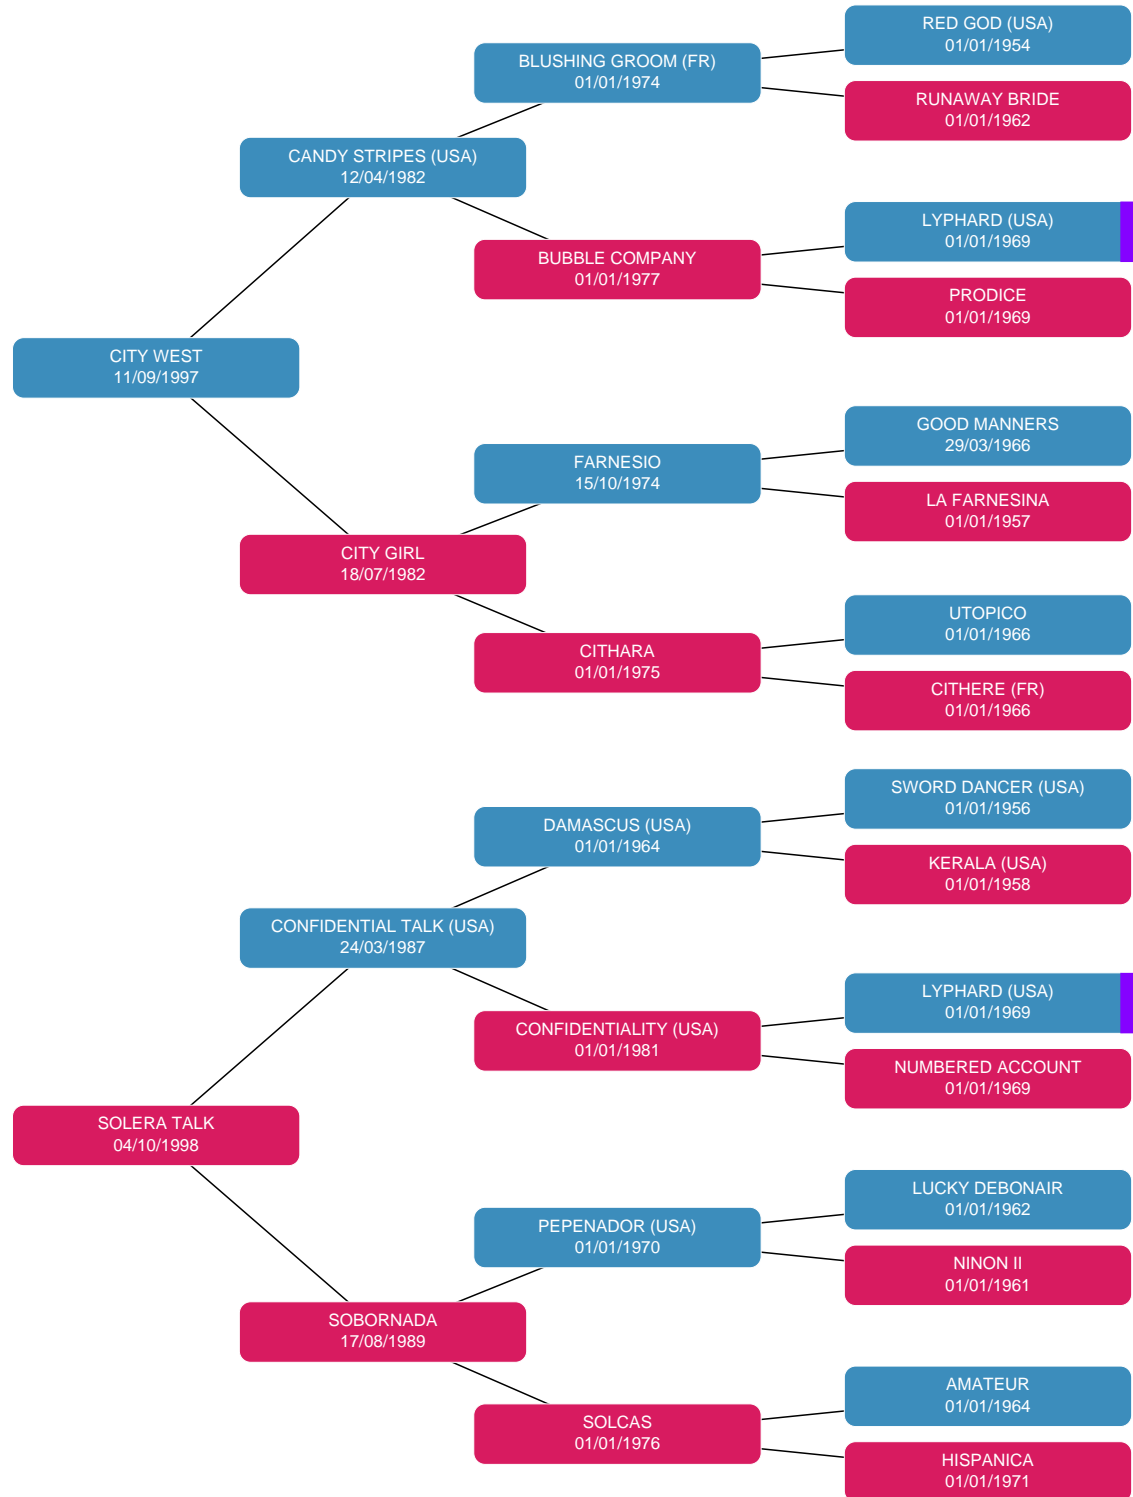 RED GOD (USA)
01/01/1954
BLUSHING GROOM (FR)
01/01/1974
RUNAWAY BRIDE
01/01/1962
CANDY STRIPES (USA)
12/04/1982
LYPHARD (USA)
01/01/1969
BUBBLE COMPANY
01/01/1977
PRODICE
01/01/1969
CITY WEST
11/09/1997
GOOD MANNERS
29/03/1966
FARNESIO
15/10/1974
LA FARNESINA
01/01/1957
CITY GIRL
18/07/1982
UTOPICO
01/01/1966
CITHARA
01/01/1975
CITHERE (FR)
01/01/1966
SWORD DANCER (USA)
01/01/1956
DAMASCUS (USA)
01/01/1964
KERALA (USA)
01/01/1958
CONFIDENTIAL TALK (USA)
24/03/1987
LYPHARD (USA)
01/01/1969
CONFIDENTIALITY (USA)
01/01/1981
NUMBERED ACCOUNT
01/01/1969
SOLERA TALK
04/10/1998
LUCKY DEBONAIR
01/01/1962
PEPENADOR (USA)
01/01/1970
NINON II
01/01/1961
SOBORNADA
17/08/1989
AMATEUR
01/01/1964
SOLCAS
01/01/1976
HISPANICA
01/01/1971